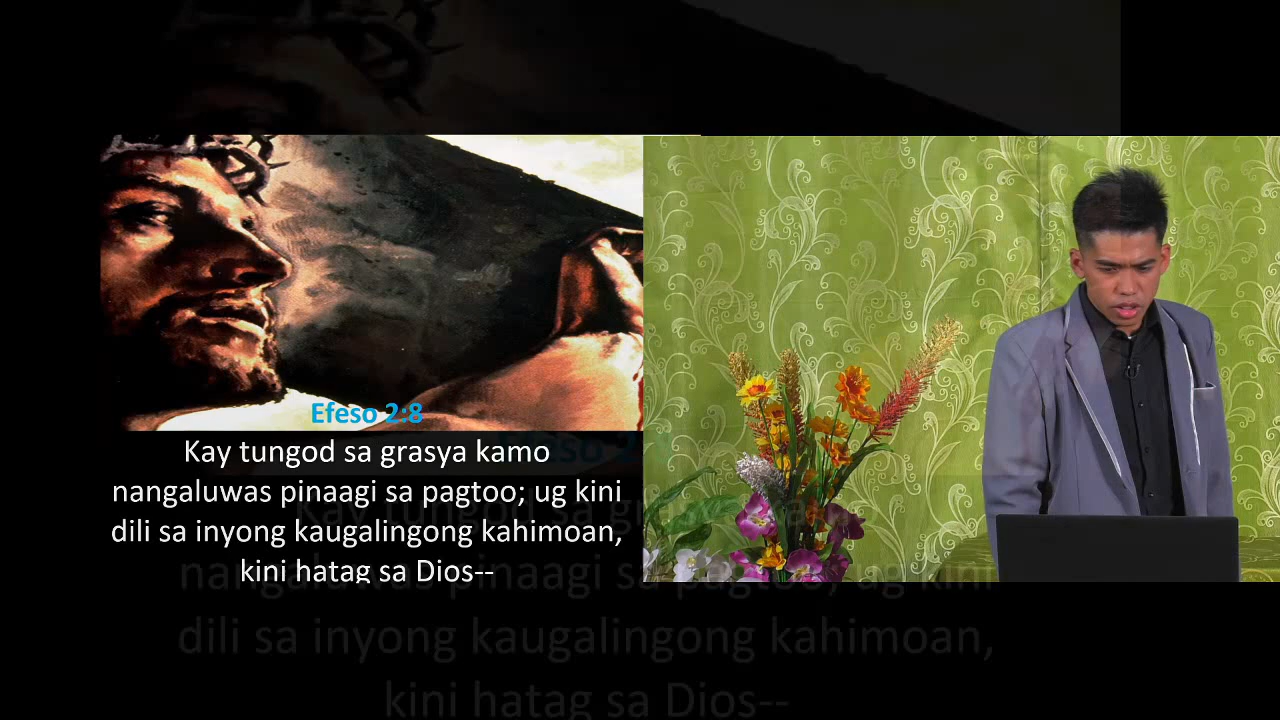 Efeso 2:8
Kay tungod sa grasya kamo
nangaluwas pinaagi sa pagtoo; ug kini
dili sa inyong kaugalingong kahimoan,
kini hatag sa Dios--